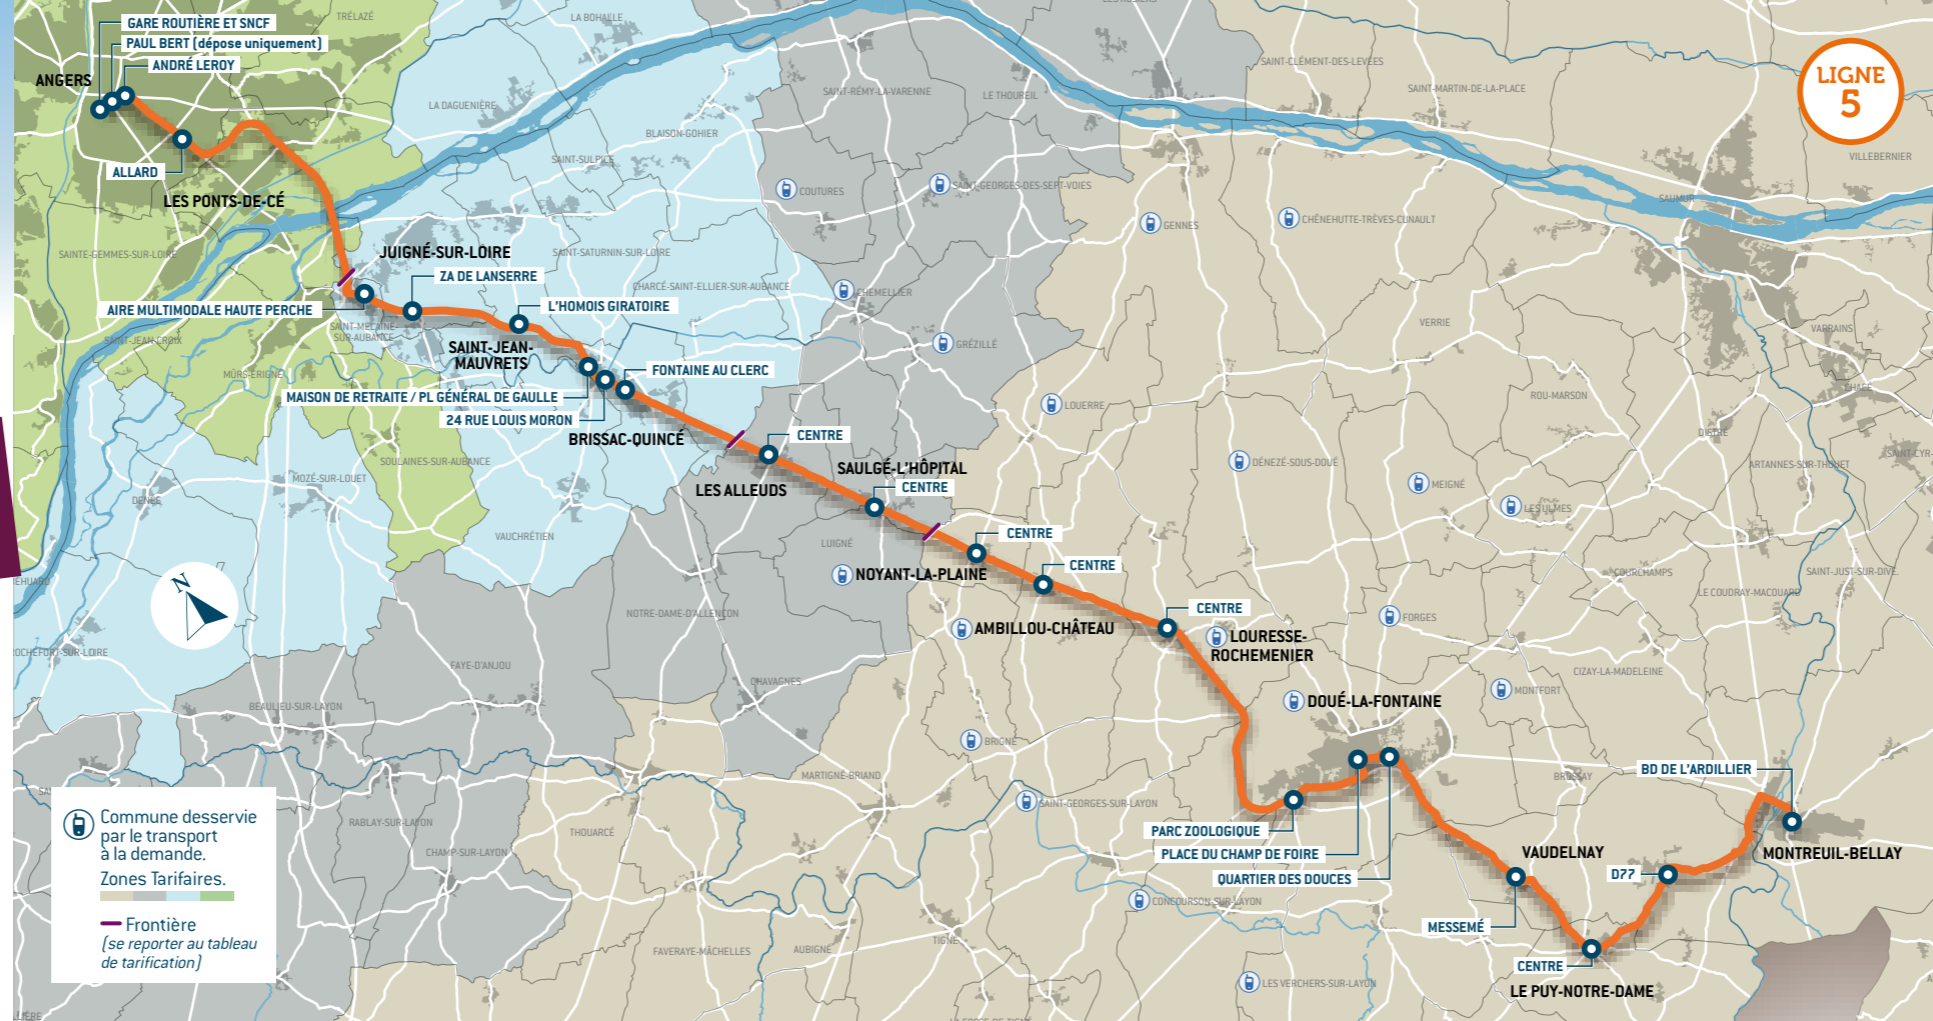 GARE ROUTIÈRE ET SNCF
PAUL BERT (dépose uniquement)
ANDRÉ LEROY
ANGERS
ALLARD
LES PONTS-DE-CÉ
TRÉLAZÉ
LA BOHALLE
LA DAGUENIÈRE
BLAISON-GOHIER
SAINT-SULPICE
SAINT-RÉMY-LA-VARENNE
LE THOUREIL
SAINT-CLÉMENT-DES-LEVÉES
SAINT-MARTIN-DE-LA-PLACE
LIGNE
5
VILLEBERNIER
COUTURES
SAINT-GEORGES-DES-SEPT-VOIES
GENNES
CHÊNEHUTTE-TRÈVES-CUNAULT
SAUMUR
SAINTE-GEMMES-SUR-LOIRE
JUIGNÉ-SUR-LOIRE
SAINT-SATURNIN-SUR-LOIRE
ZA DE LANSERRE
CHARCÉ-SAINT-ELLIER-SUR-AUBANCE
CHEMELLIER
AIRE MULTIMODALE HAUTE PERCHE
L'HOMOIS GIRATOIRE
SAINT-MELAINE-
SUR-AUBANCE
SAINT-JEAN-CROIX
VERRIE
VARRAINS
GRÉZILLÉ
SAINT-JEAN-
MAUVRETS
MÛRS-ERIGNÉ
FONTAINE AU CLERC
MAISON DE RETRAITE / PL GÉNÉRAL DE GAULLE
24 RUE LOUIS MORON
BRISSAC-QUINCÉ
LOUERRE
ROU-MARSON
CHACÉ
DISTRÉ
SAINT-CYR-
CENTRE
SOULAINES-SUR-AUBANCE
MOZÉ-SUR-LOUET
DENÉE
LES ALLEUDS
SAULGÉ-L'HÔPITAL
CENTRE
DÉNEZÉ-SOUS-DOUÉ
MEIGNÉ
LES ULMES
ARTANNES-SUR-THOUET
VAUCHRÉTIEN
LUIGNÉ
CENTRE
NOYANT-LA-PLAINE
CENTRE
COURCHAMPS
SAINT-JUST-SUR-DIVE.
LE COUDRAY-MACOUARD
N
EHUARD
NOTRE-DAME-D'ALLENÇON
CENTRE
AMBILLOU-CHÂTEAU
FORGES
LOURESSE-
ROCHEMENIER
ROCHEFORT-SUR-LOIRE
FAYE-D'ANJOU
CHAVAGNES
CIZAY-LA-MADELEINE
MONTFORT
BEAULIEU-SUR-LAYON
DOUÉ-LA-FONTAINE
BRIGNÉ
MARTIGNÉ-BRIAND
BD DE L'ARDILLIER
BROSSAY
SAINT-GEORGES-SUR-LAYON
RABLAY-SUR-LAYON
THOUARCÉ
CHAMP-SUR-LAYON
PARC ZOOLOGIQUE
PLACE DU CHAMP DE FOIRE
QUARTIER DES DOUCES
VAUDELNAY
D77
MONTREUIL-BELLAY
CONCOURSON-SUR-LAYON
MESSEMÉ
TIGNÉ
AUBIGNÉ
FAVERAYE-MÂCHELLES
CENTRE
LE PUY-NOTRE-DAME
LES VERCHERS-SUR-LAYON
Commune desservie
par le transport
à la demande.
Zones Tarifaires.
Frontière
(se reporter au tableau
de tarification)